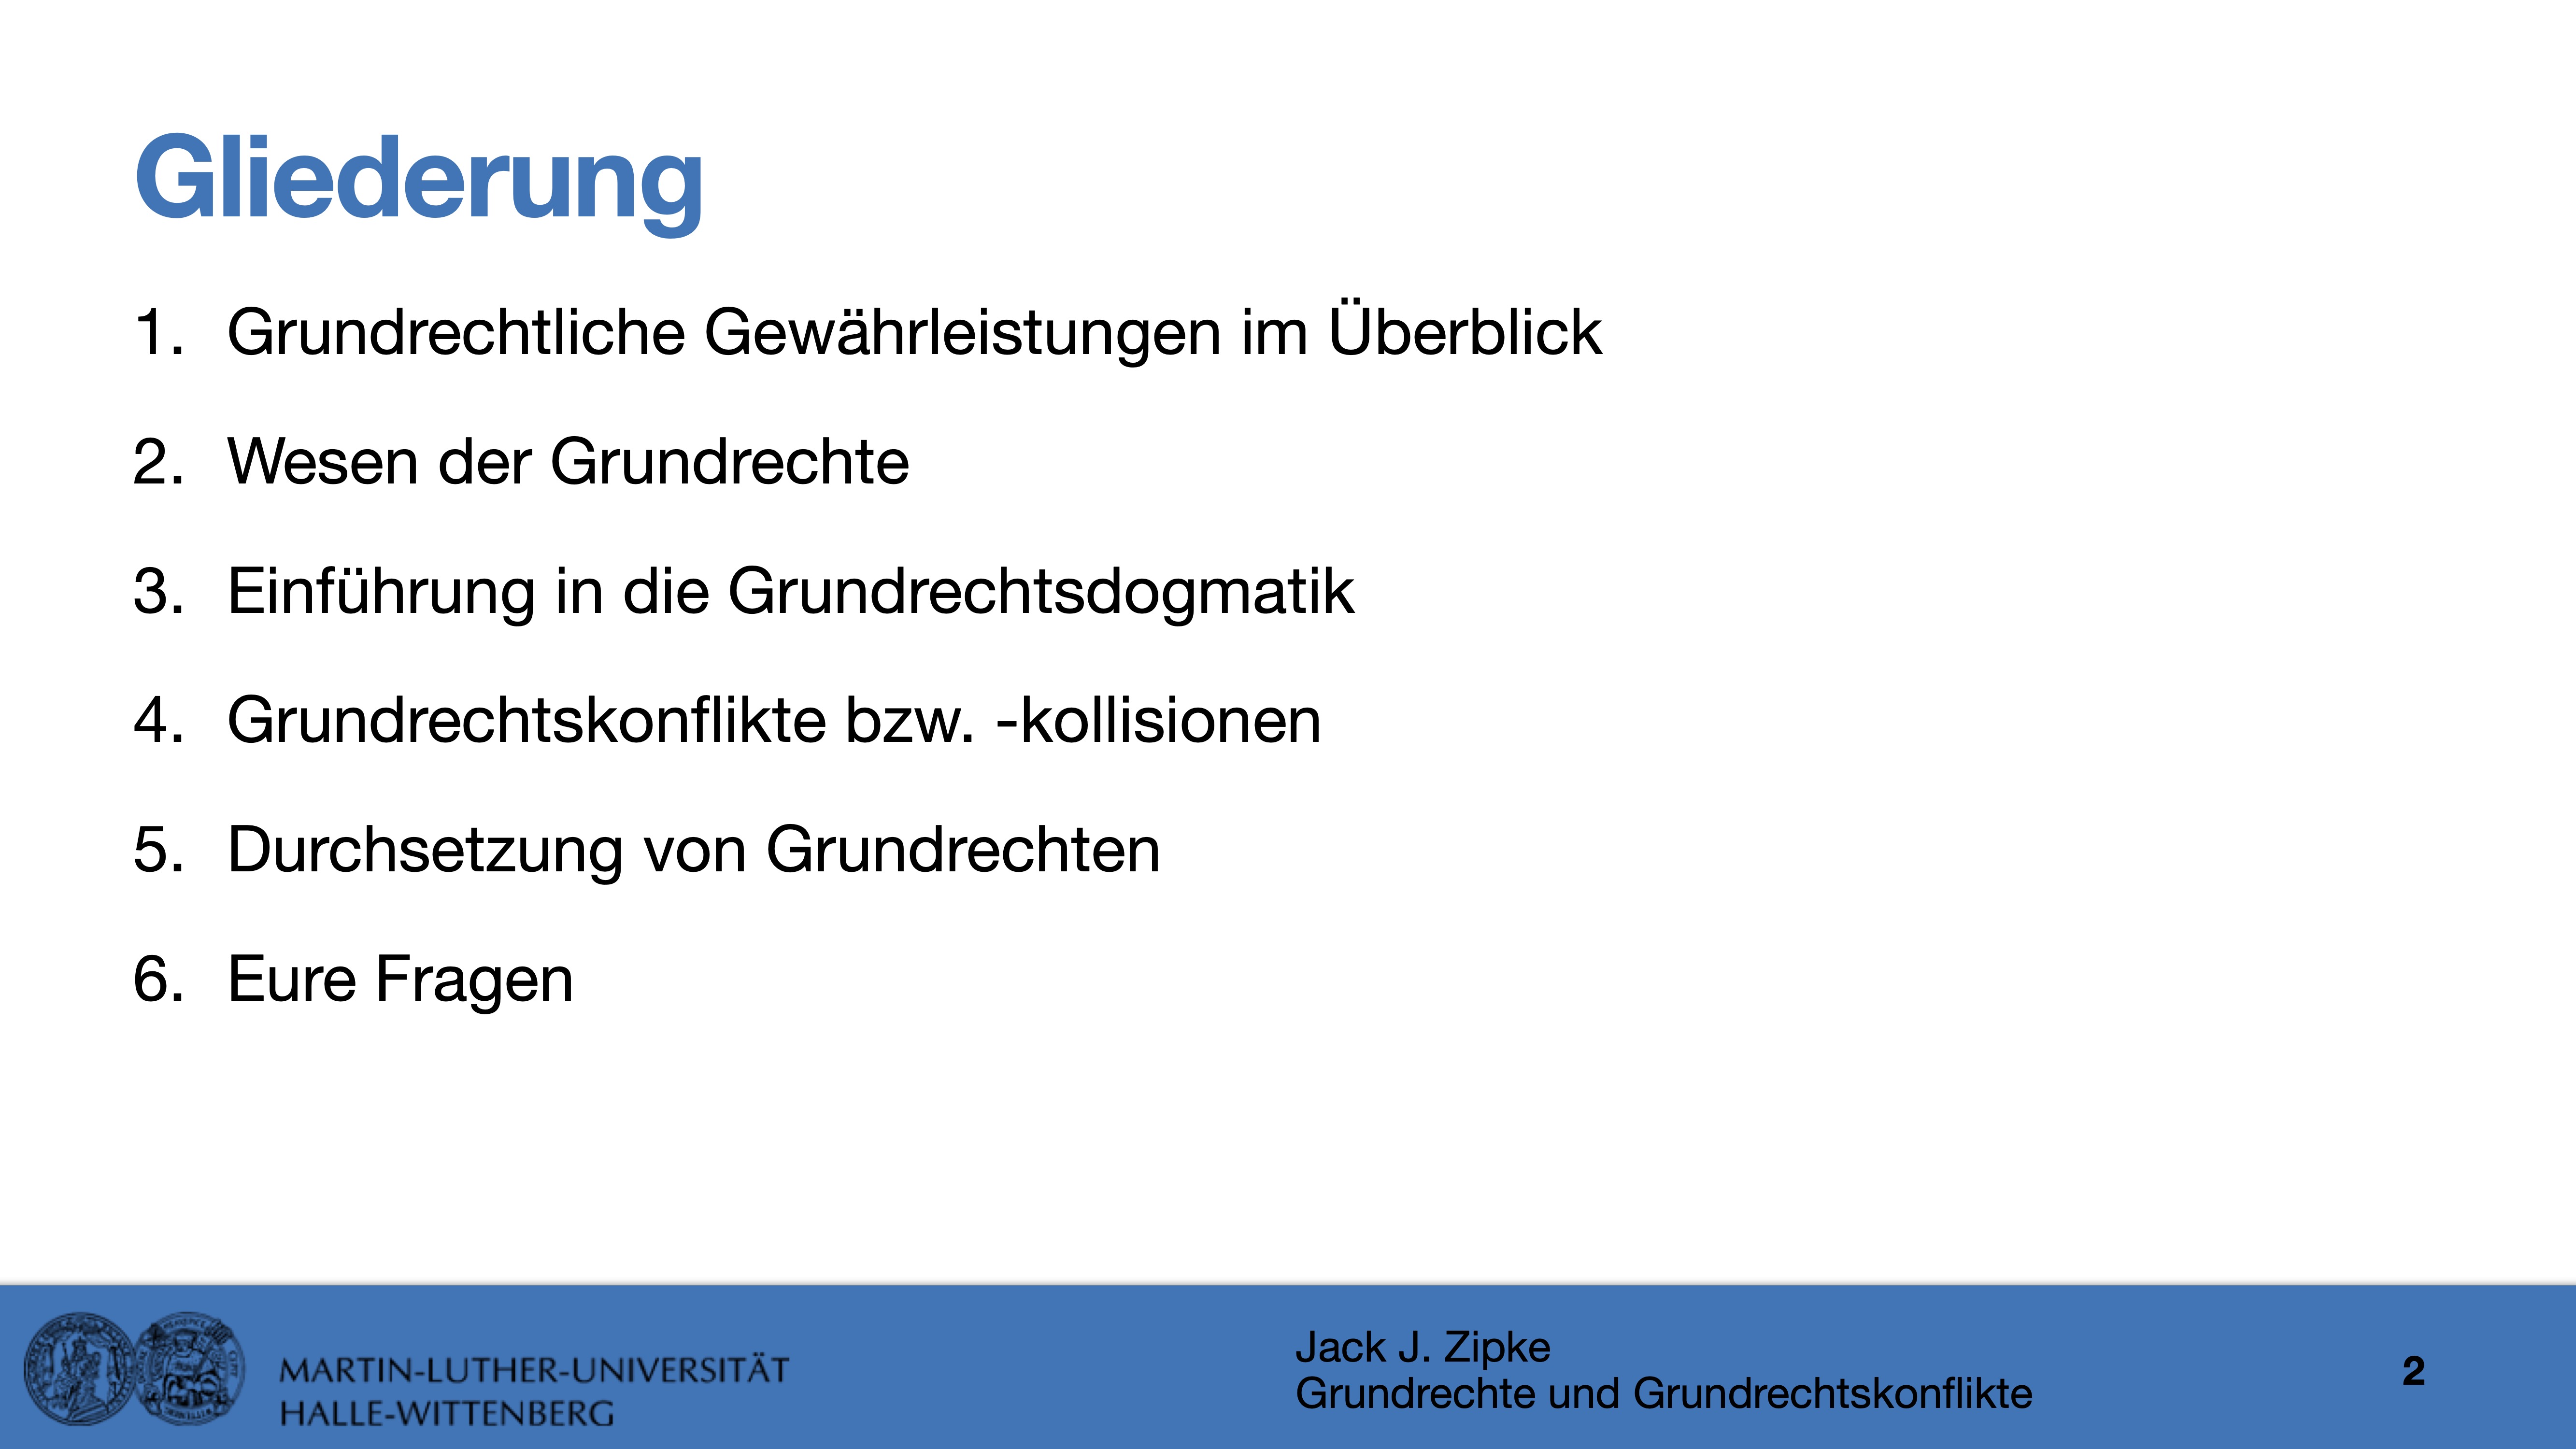 Gliederung
1. Grundrechtliche Gewährleistungen im Überblick
2. Wesen der Grundrechte
3. Einführung in die Grundrechtsdogmatik
4. Grundrechtskonflikte bzw. -kollisionen
5. Durchsetzung von Grundrechten
6. Eure Fragen
MARTIN-LUTHER-UNIVERSITÄT
HALLE-WITTENBERG
Jack J. Zipke
Grundrechte und Grundrechtskonflikte
2